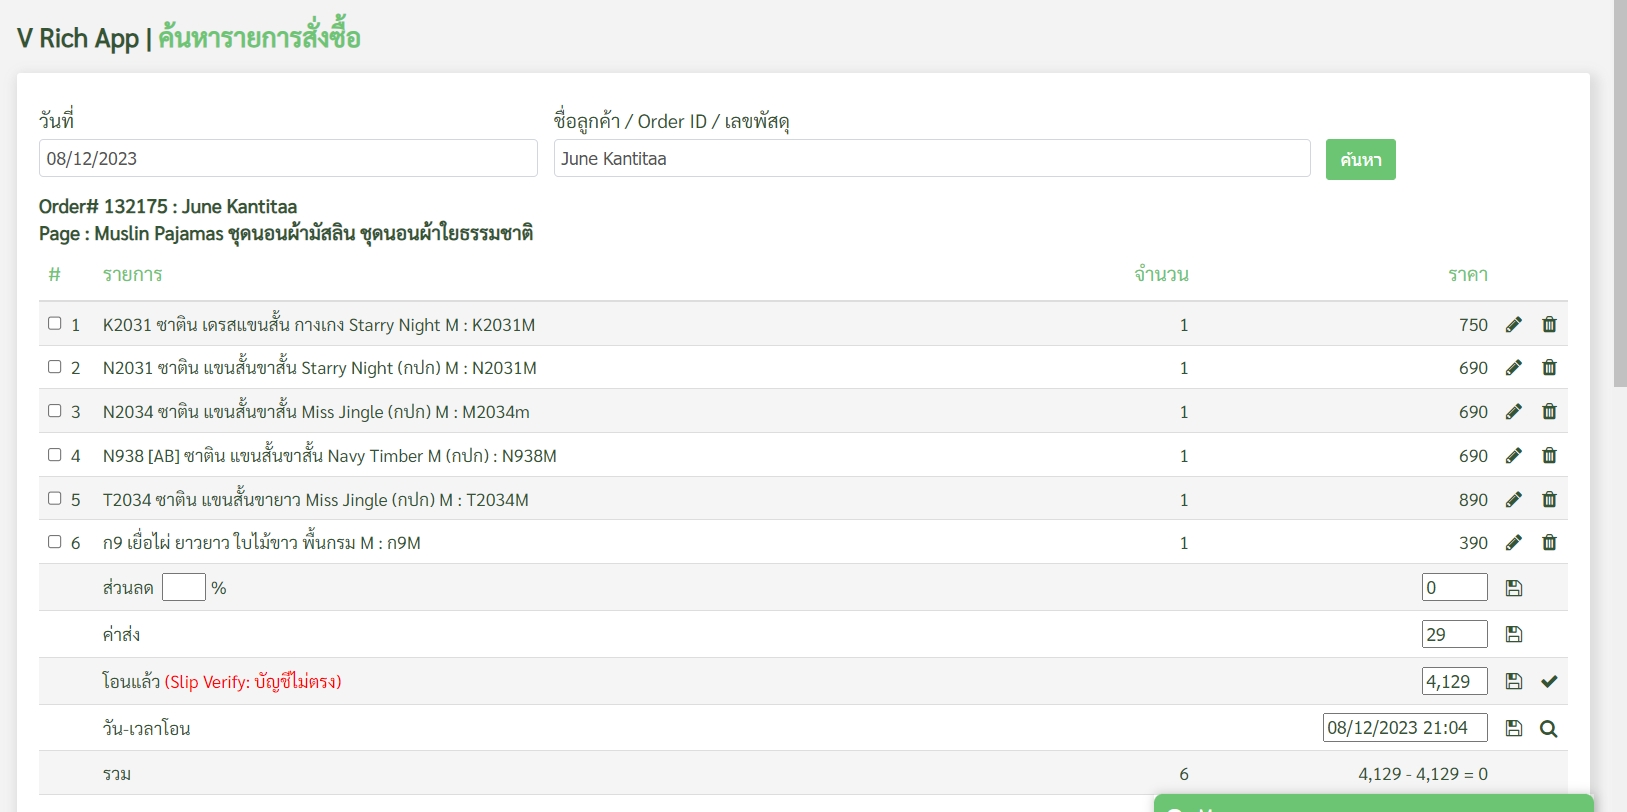 V Rich App | ค้นหารายการสั่งซื้อ
วันที่ ชื่อลูกค้า / Order ID / เลขพัสดุ
08/12/2023 June Kantitaa ค้นหา
Order# 132175 : June Kantitaa
Page : Muslin Pajamas ชุดนอนผ้ามัสลิน ชุดนอนผ้าใยธรรมชาติ
# รายการ จำนวน ราคา
1 K2031 ซาติน เดรสแขนสั้น กางเกง Starry Night M : K2031M 1 750
2 N2031 ซาติน แขนสั้นขาสั้น Starry Night (กปก) M : N2031M 1 690
3 N2034 ซาติน แขนสั้นขาสั้น Miss Jingle (กปก) M : M2034m 1 690
4 N938 [AB] ซาติน แขนสั้นขาสั้น Navy Timber M (กปก) : N938M 1 690
5 T2034 ซาติน แขนสั้นขายาว Miss Jingle (กปก) M : T2034M 1 890
6 ก9 เยื่อไผ่ ยาวยาว ใบไม้ขาว พื้นกรม M : ก9M 1 390
ส่วนลด % 0
ค่าส่ง 29
โอนแล้ว (Slip Verify: บัญชีไม่ตรง) 4,129
วัน-เวลาโอน 08/12/2023 21:04
รวม 6 4,129 - 4,129 = 0